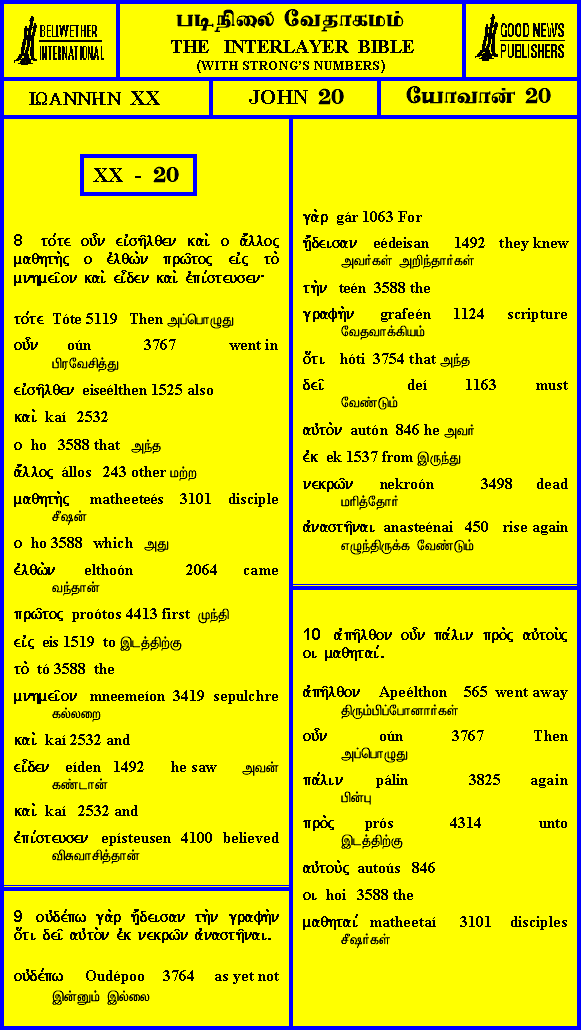 BELLWETHER
INTERNATIONAL
படிநிலை வேதாகமம்
THE INTERLAYER BIBLE
(WITH STRONG'S NUMBERS)
GOOD NEWS
PUBLISHERS
ΙΩΑΝΝΗΝ XX
JOHN 20
யோவான் 20
XX - 20
8 τότε οὖν εἰσῆλθεν καὶ ο ἄλλος
μαθητὴς ο ἐλθὼν πρῶτος εἰς τὸ
μνημεῖον καὶ εἶδεν καὶ ἐπίστευσεν·
τότε Tóte 5119 Then அப்பொழுது
οὖν oún 3767 went in
பிரவேசித்து
εἰσῆλθεν eiseélthen 1525 also
καὶ kaí 2532
ο ho 3588 that அந்த
ἄλλος állos 243 other மற்ற
μαθητὴς matheeteés 3101 disciple
சீஷன்
ο ho 3588 which அது
ἐλθὼν elthoón 2064 came
வந்தான்
πρῶτος proótos 4413 first முந்தி
εἰς eis 1519 to இடத்திற்கு
τὸ tó 3588 the
μνημεῖον mneemeíon 3419 sepulchre
கல்லறை
καὶ kaí 2532 and
εἶδεν eíden 1492 he saw அவன்
கண்டான்
καὶ kaí 2532 and
ἐπίστευσεν epísteusen 4100 believed
விசுவாசித்தான்
9 οὐδέπω γὰρ ᾔδεισαν τὴν γραφὴν
ὅτι δεῖ αὐτὸν ἐκ νεκρῶν ἀναστῆναι.
οὐδέπω Oudépoo 3764 as yet not
இன்னும் இல்லை
γὰρ gár 1063 For
ᾔδεισαν eédeisan 1492 they knew
அவர்கள் அறிந்தார்கள்
τὴν teén 3588 the
γραφὴν grafeén 1124 scripture
வேதவாக்கியம்
ὅτι hóti 3754 that அந்த
δεῖ deí 1163 must
வேண்டும்
αὐτὸν autón 846 he அவர்
ἐκ ek 1537 from இருந்து
νεκρῶν nekroón 3498 dead
மரித்தோர்
ἀναστῆναι anasteénai 450 rise again
எழுந்திருக்க வேண்டும்
10 ἀπῆλθον οὖν πάλιν πρὸς αὐτοὺς
οι μαθηταί.
ἀπῆλθον Apeélthon 565 went away
திரும்பிப்போனார்கள்
οὖν oún 3767 Then
அப்பொழுது
πάλιν pálin 3825 again
பின்பு
πρὸς prós 4314 unto
இடத்திற்கு
αὐτοὺς autoús 846
οι hoi 3588 the
μαθηταί matheetaí 3101 disciples
சீஷர்கள்